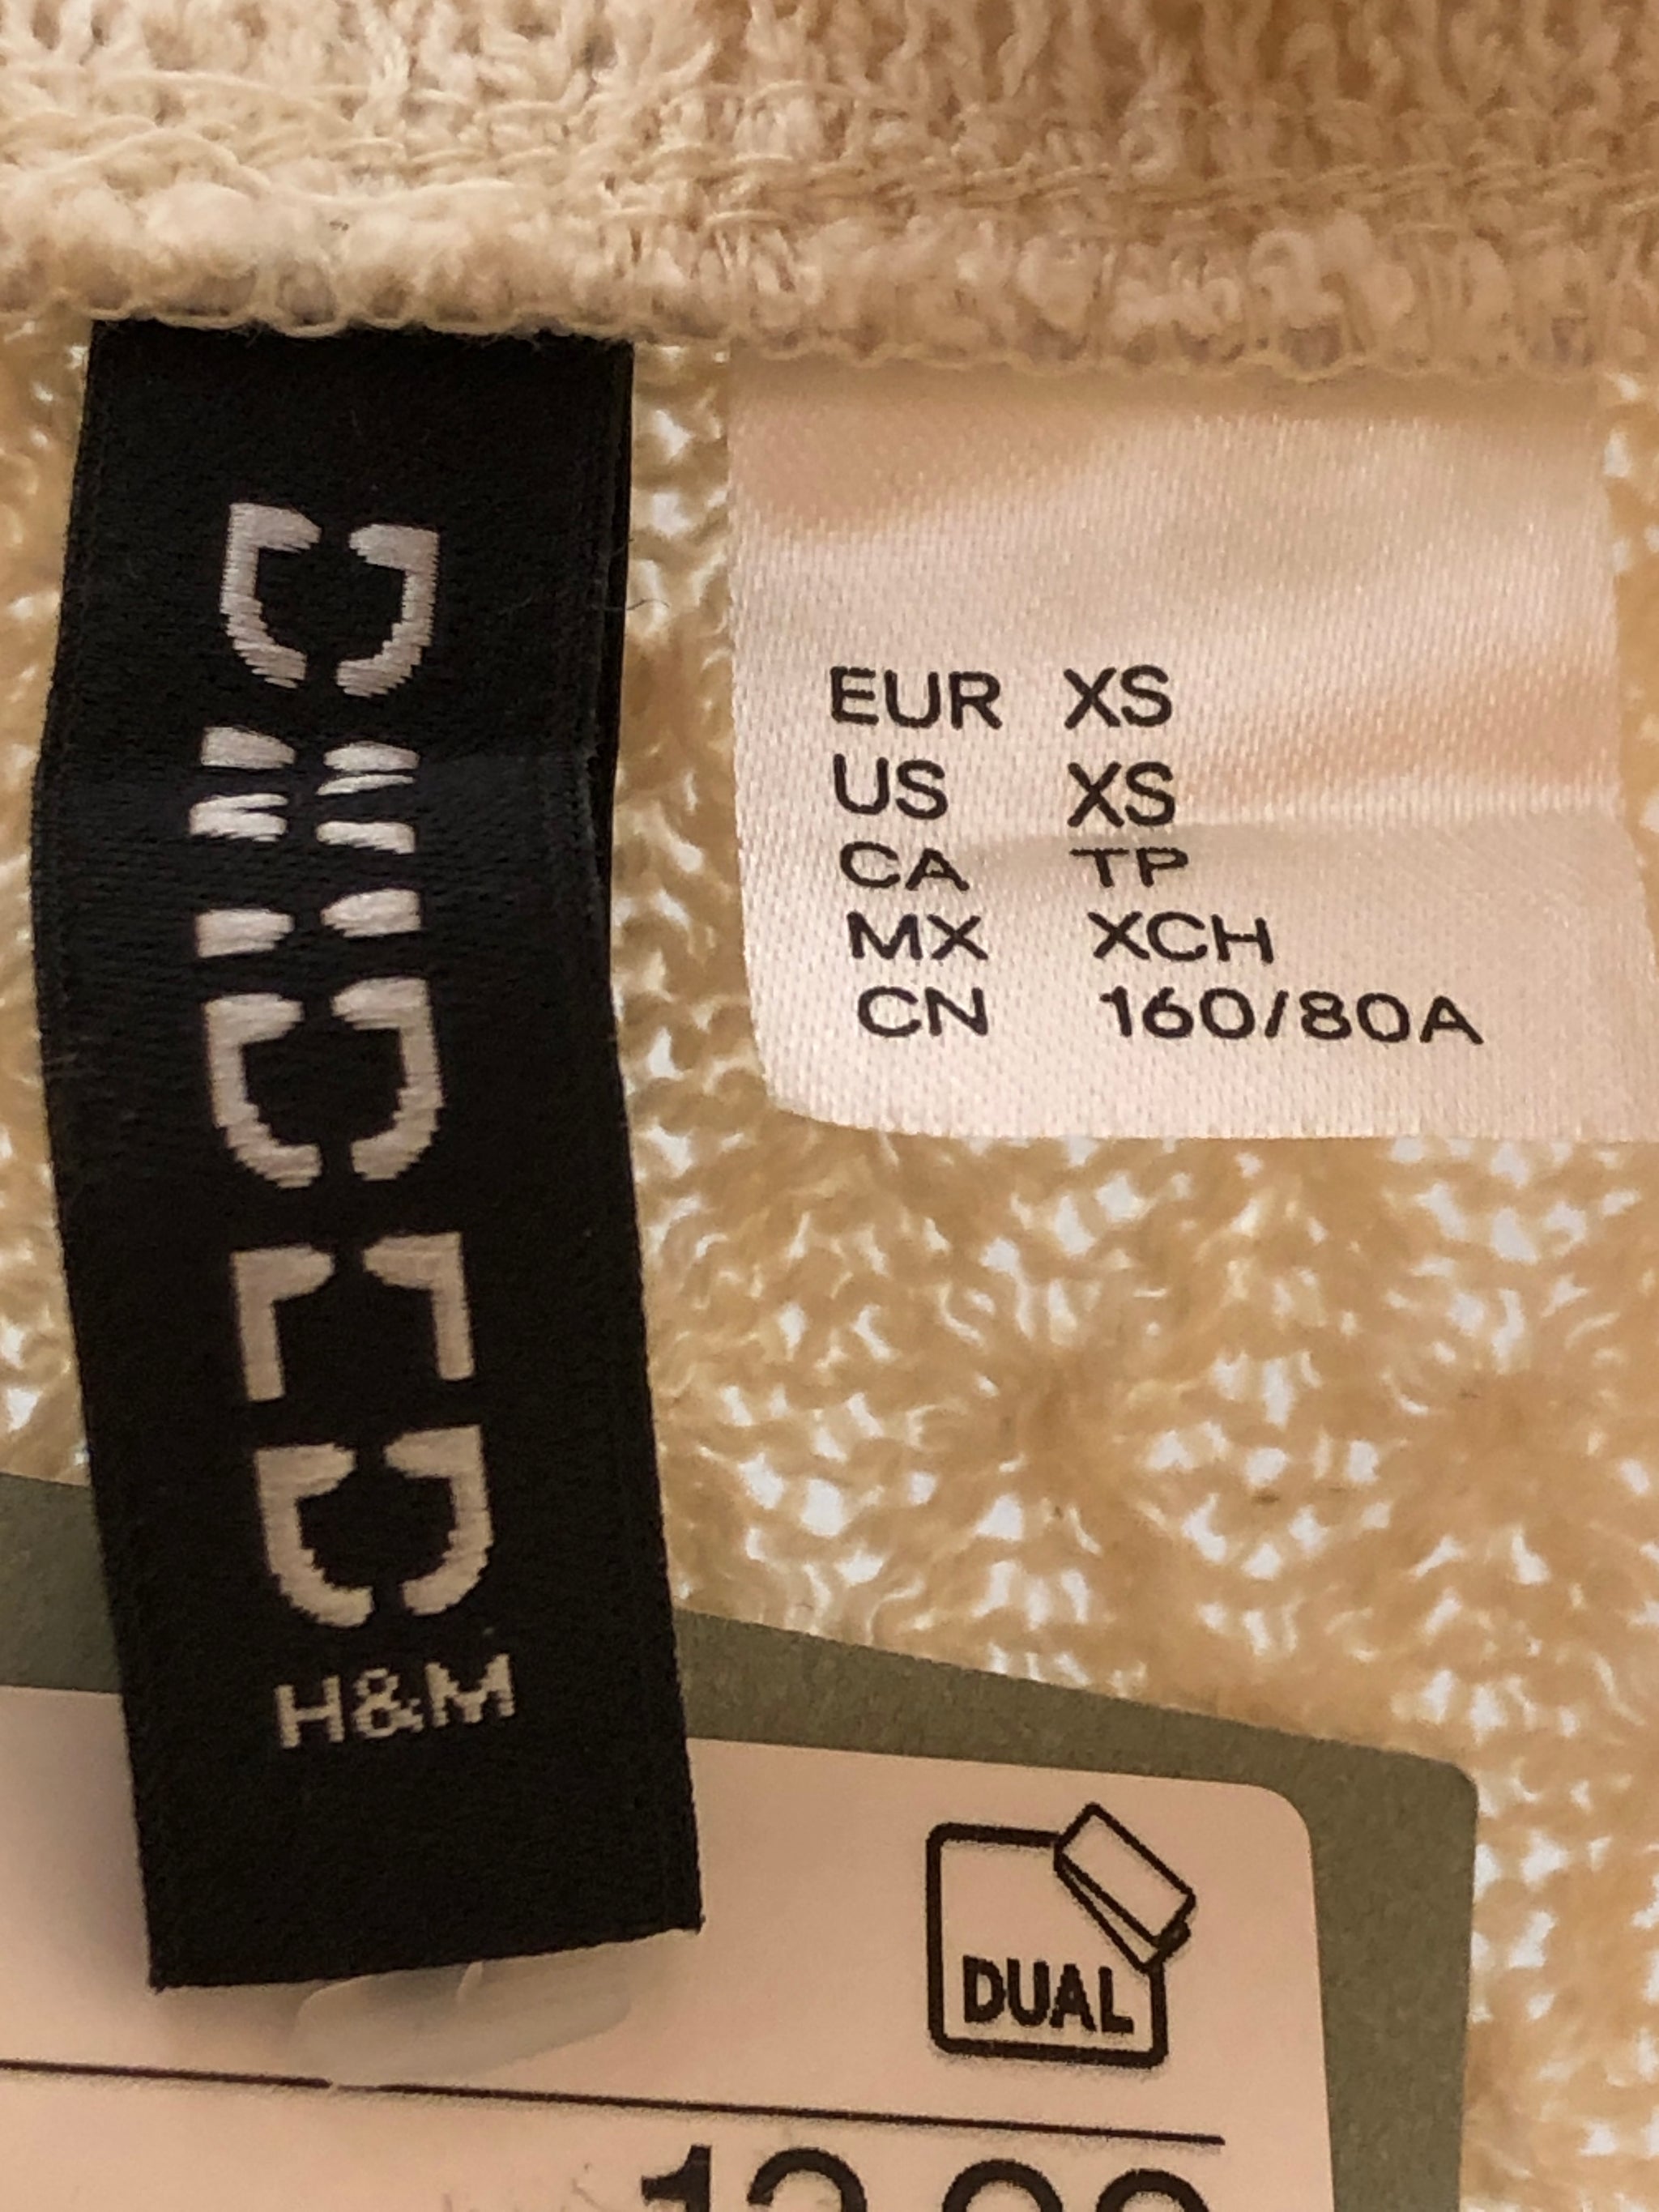 DIVIDED
H&M
EUR XS
US XS
CA TP
MX XCH
CN 160/80A
DUAL